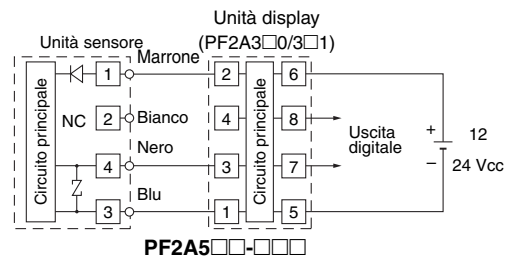 Unità display
Unità sensore
(PF2A3□0/3□1)
Marrone
1
2
6
Circuito principale
NC
2
Bianco
4
Circuito principale
8
Uscita digitale
+
12
Nero
4
3
7
−
24 Vcc
Blu
3
1
5
PF2A5□□-□□□